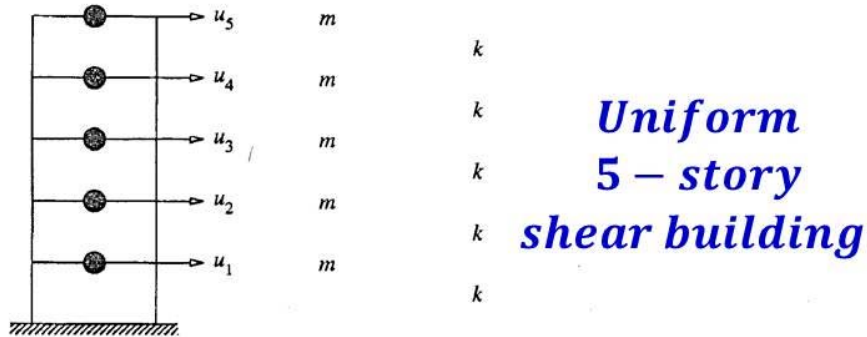 u₅ m
k
u₄ m
k
u₃ m
k
u₂ m
k
u₁ m
k
Uniform
5 – story
shear building